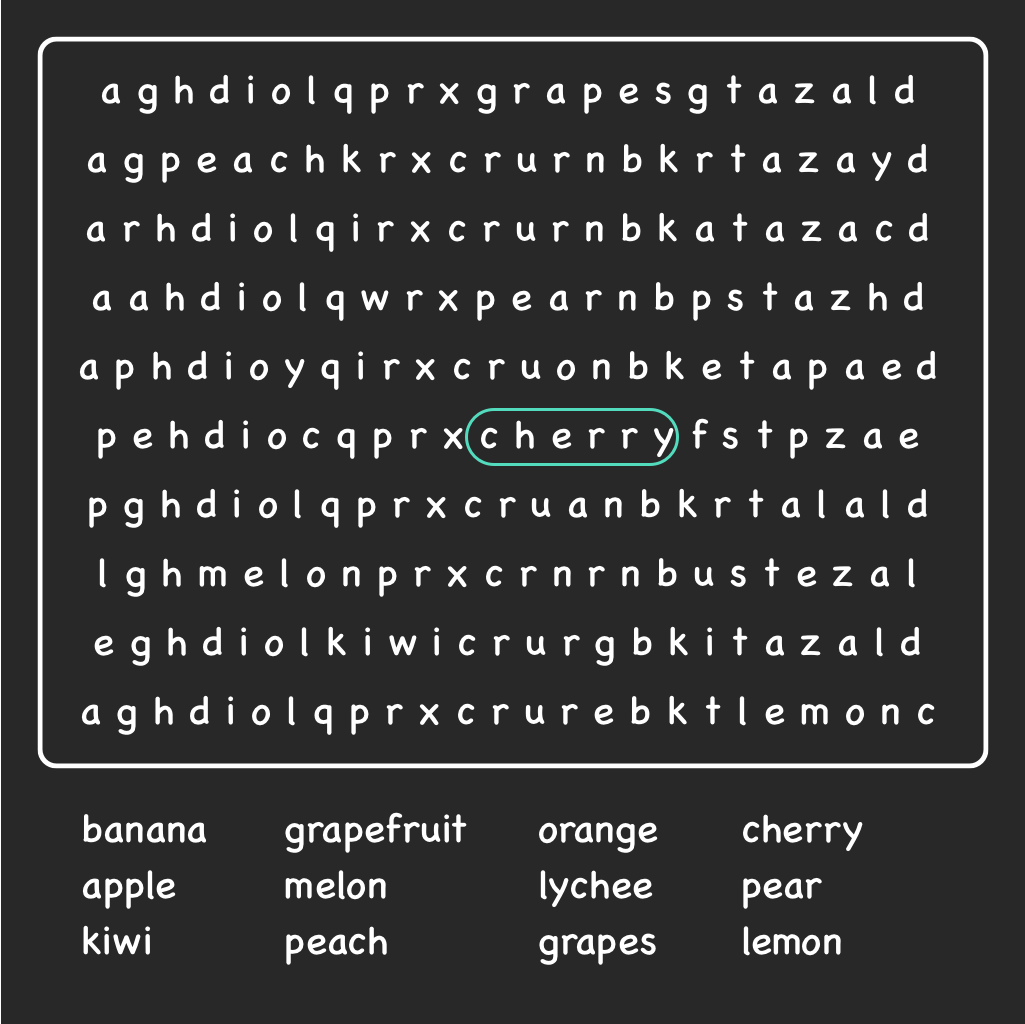 a g h d i o l q p r x g r a p e s g t a z a l d
a g p e a c h k r x c r u r n b k r t a z a y d
a r h d i o l q i r x c r u r n b k a t a z a c d
a a h d i o l q w r x p e a r n b p s t a z h d
a p h d i o y q i r x c r u o n b k e t a p a e d
p e h d i o c q p r x c h e r r y f s t p z a e
p g h d i o l q p r x c r u a n b k r t a l a l d
l g h m e l o n p r x c r n r n b u s t e z a l
e g h d i o l k i w i c r u r g b k i t a z a l d
a g h d i o l q p r x c r u r e b k t l e m o n c
banana grapefruit orange cherry
apple melon lychee pear
kiwi peach grapes lemon